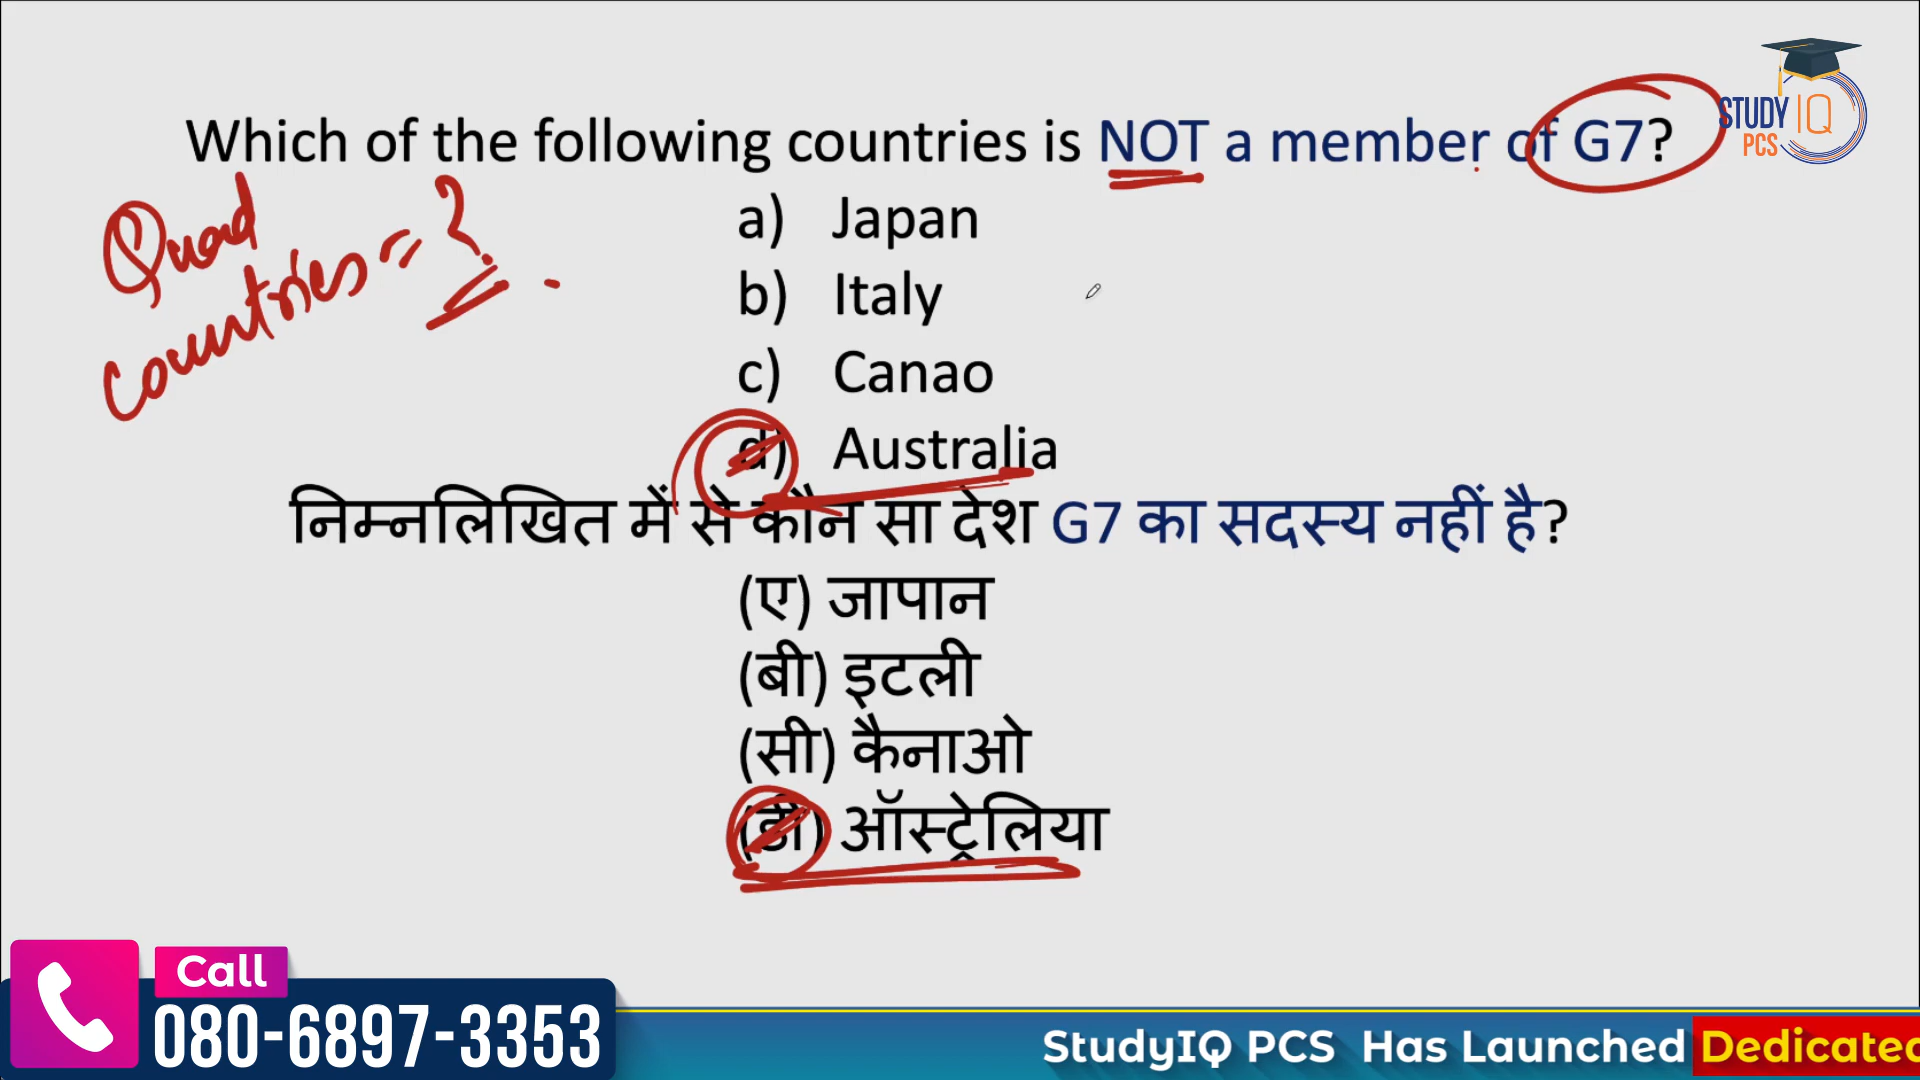 Which of the following countries is NOT a member of G7?
STUDY IQ
PCS
Quad
countries = ?
a) Japan
b) Italy
c) Canao
d) Australia
निम्नलिखित में से कौन सा देश G7 का सदस्य नहीं है?
(ए) जापान
(बी) इटली
(सी) कैनाओ
(डी) ऑस्ट्रेलिया
Call
080-6897-3353
StudyIQ PCS Has Launched Dedicated